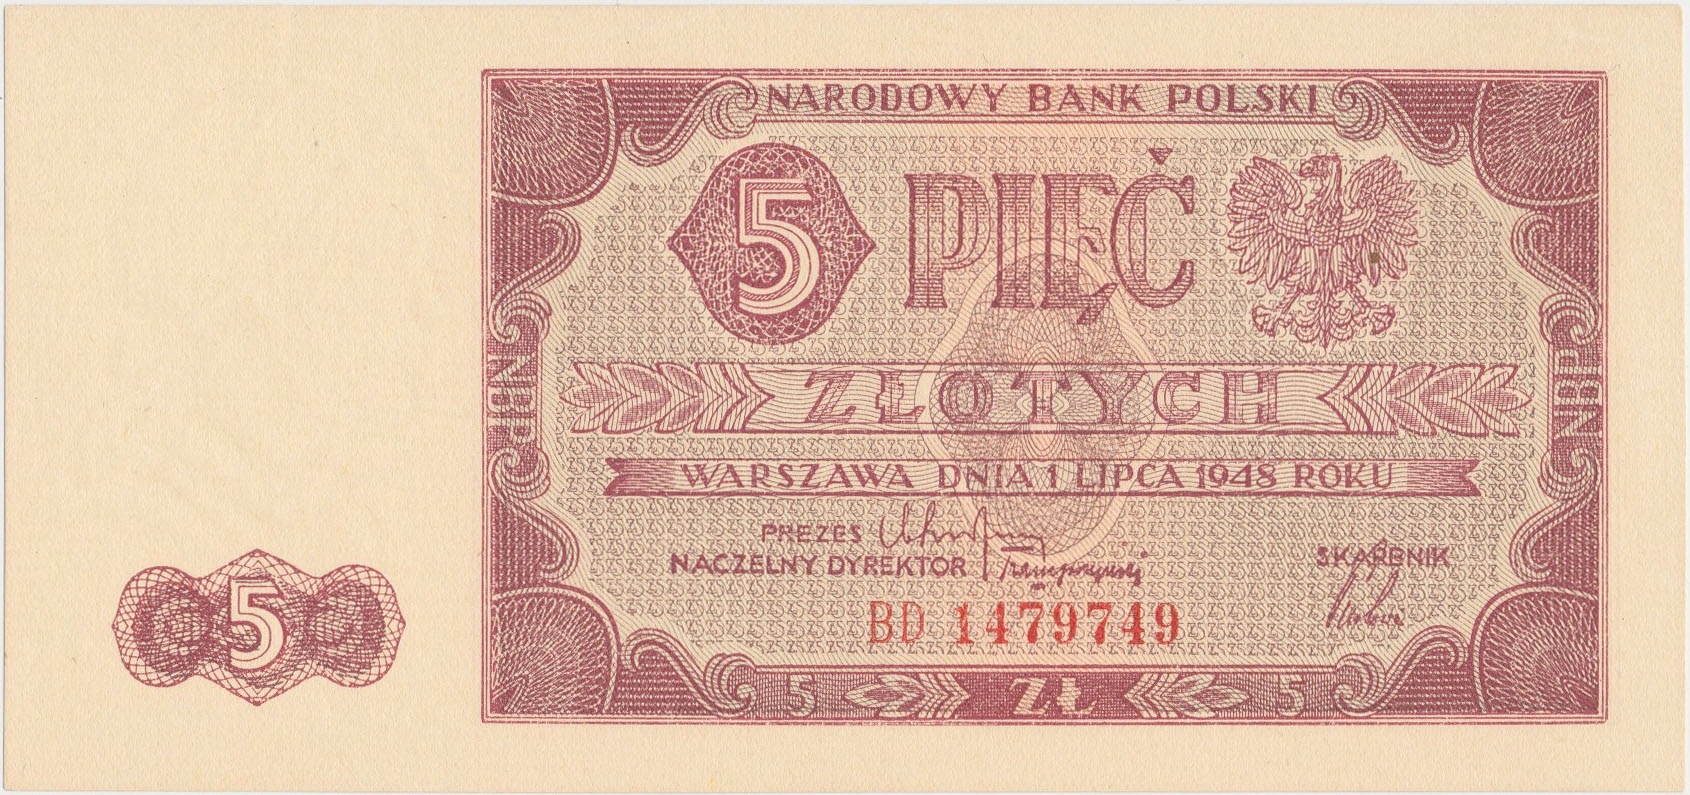 NARODOWY BANK POLSKI
5 PIĘĆ
ZŁOTYCH
NBP
NBP
WARSZAWA DNIA 1 LIPCA 1948 ROKU
PREZES
NACZELNY DYREKTOR
SKARBNIK
BD 1479749
5
5 ZŁ 5